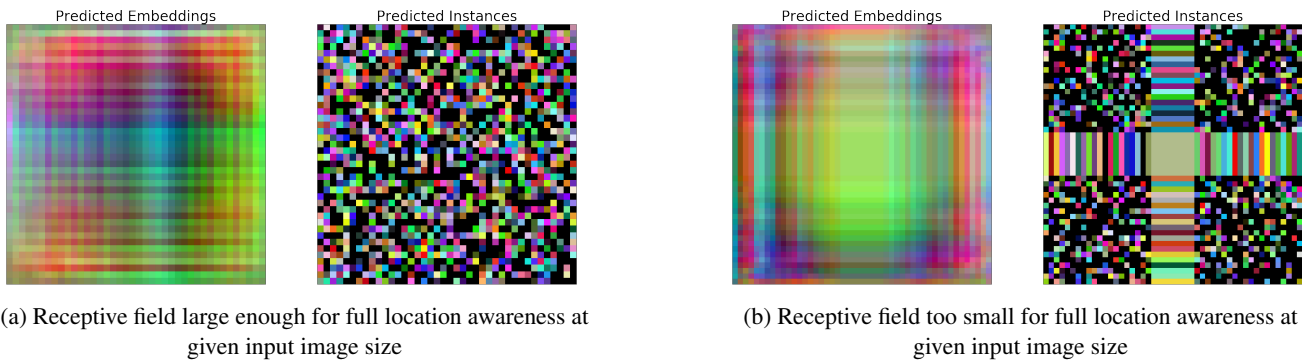 Predicted Embeddings
Predicted Instances
Predicted Embeddings
Predicted Instances
(a) Receptive field large enough for full location awareness at
given input image size
(b) Receptive field too small for full location awareness at
given input image size